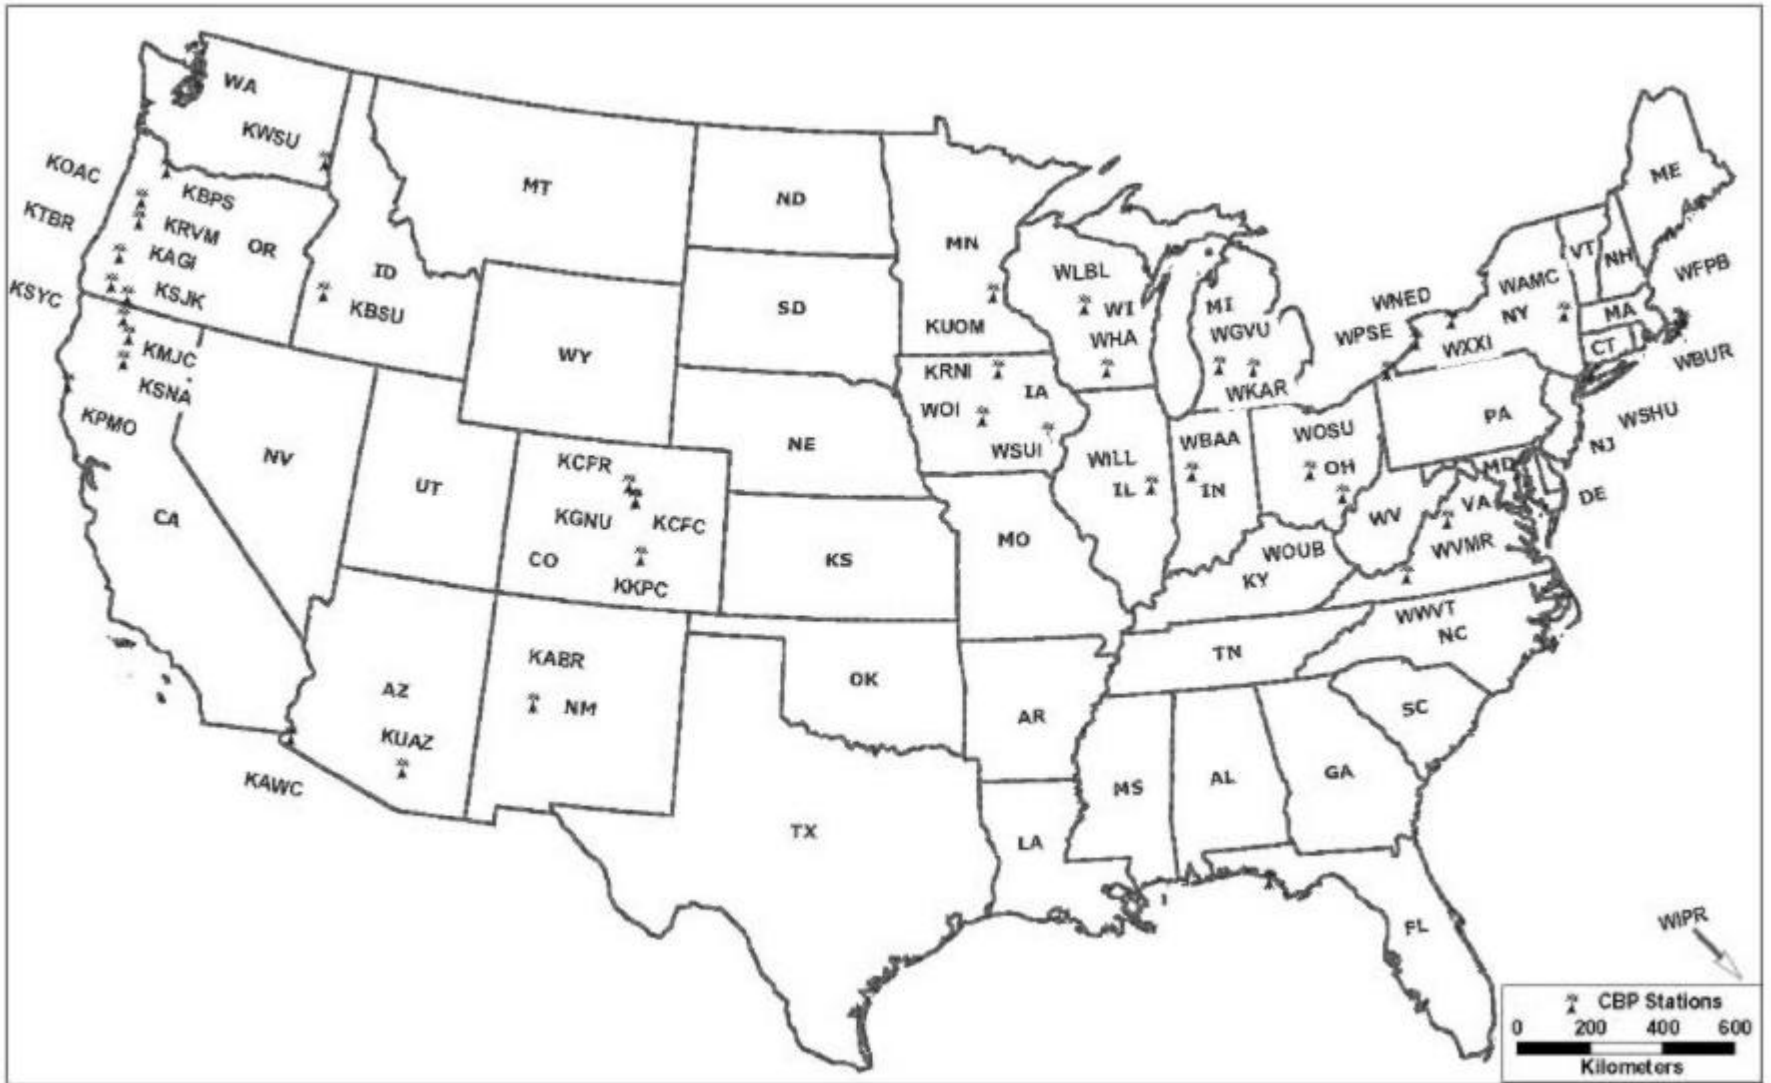 WA
KWSU
KOAC
KBPS
KTBR
KRVM
OR
KAGI
KSYC
KSJK
KMJC
KSNA
KPMO
CA
NV
ID
KBSU
MT
WY
UT
ND
SD
NE
KS
KCFR
KGNU
KCFC
CO
KKPC
AZ
KUAZ
KAWC
KABR
NM
OK
TX
MN
KUOM
KRNI
IA
WOI
WSUI
MO
AR
LA
WLBL
WI
WHA
MI
WGVU
WKAR
WILL
IL
WBAA
IN
WOSU
OH
WOUB
KY
TN
MS
AL
GA
FL
SC
NC
WWVT
WVMR
VA
WV
MD
DE
NJ
PA
WPSE
WNED
WXXI
WAMC
NY
VT
NH
ME
WFPB
MA
CT
WBUR
WSHU
WIPR
CBP Stations
0 200 400 600
Kilometers